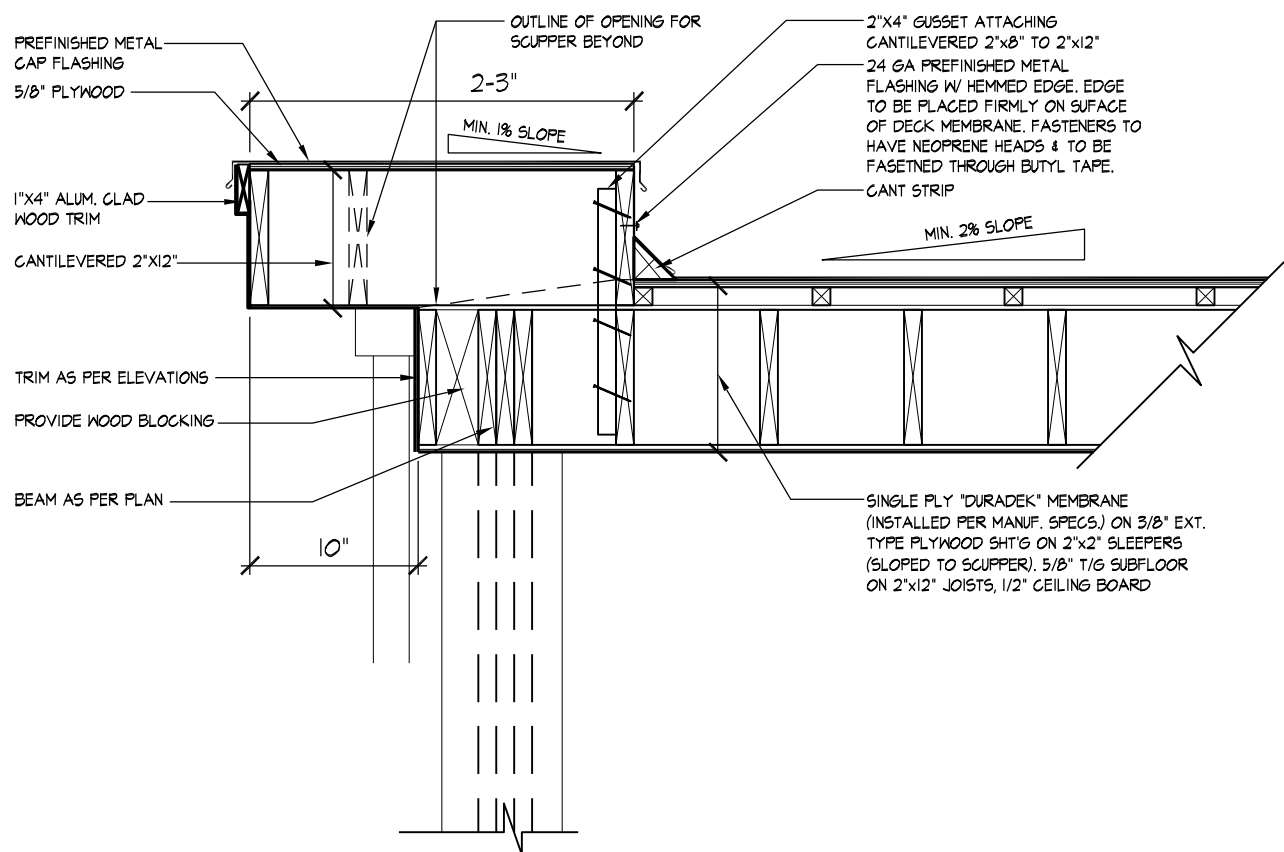 PREFINISHED METAL
CAP FLASHING
5/8" PLYWOOD
1"X4" ALUM. CLAD
WOOD TRIM
CANTILEVERED 2"X12"
TRIM AS PER ELEVATIONS
PROVIDE WOOD BLOCKING
BEAM AS PER PLAN
10"
OUTLINE OF OPENING FOR
SCUPPER BEYOND
2-3"
MIN. 1% SLOPE
2"X4" GUSSET ATTACHING
CANTILEVERED 2"x8" TO 2"x12"
24 GA PREFINISHED METAL
FLASHING W/ HEMMED EDGE. EDGE
TO BE PLACED FIRMLY ON SUFACE
OF DECK MEMBRANE. FASTENERS TO
HAVE NEOPRENE HEADS & TO BE
FASETNED THROUGH BUTYL TAPE.
CANT STRIP
MIN. 2% SLOPE
SINGLE PLY "DURADEK" MEMBRANE
(INSTALLED PER MANUF. SPECS.) ON 3/8" EXT.
TYPE PLYWOOD SHT'G ON 2"x2" SLEEPERS
(SLOPED TO SCUPPER). 5/8" T/G SUBFLOOR
ON 2"x12" JOISTS, 1/2" CEILING BOARD